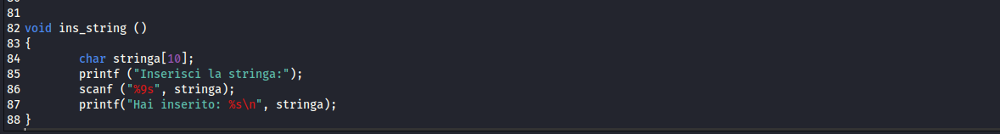 81
82 void ins_string ()
83 {
84         char stringa[10];
85         printf ("Inserisci la stringa:");
86         scanf ("%9s", stringa);
87         printf("Hai inserito: %s\n", stringa);
88 }